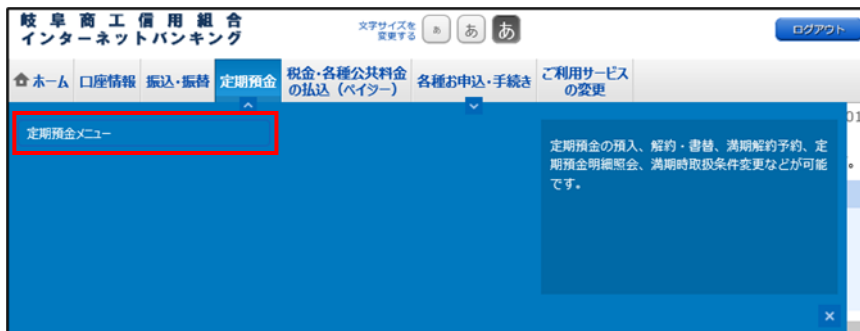 岐阜商工信用組合
インターネットバンキング
文字サイズを
変更する
あ あ あ
ログアウト
ホーム 口座情報 振込・振替 定期預金 税金・各種公共料金
の払込（ペイジー） 各種お申込・手続き ご利用サービス
の変更
定期預金メニュー
定期預金の預入、解約・書替、満期解約予約、定
期預金明細照会、満期時取扱条件変更などが可能
です。